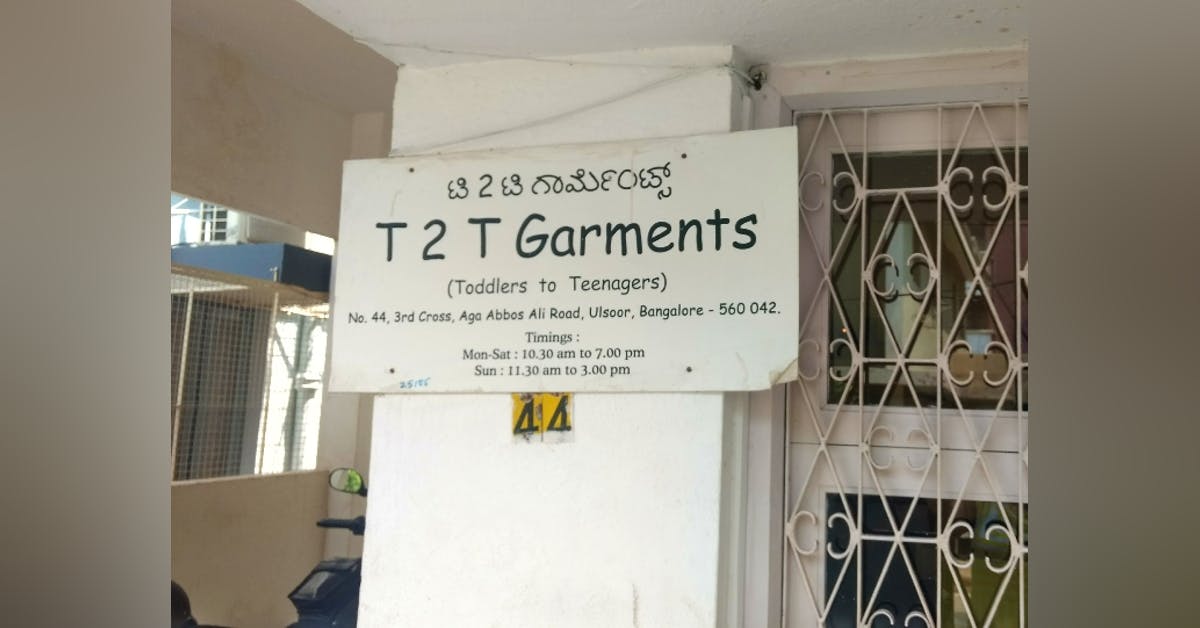 ಟಿ 2 ಟಿ ಗಾರ್ಮೆಂಟ್ಸ್
T 2 T Garments
(Toddlers to Teenagers)
No. 44, 3rd Cross, Aga Abbos Ali Road, Ulsoor, Bangalore - 560 042.
Timings :
Mon-Sat : 10.30 am to 7.00 pm
Sun : 11.30 am to 3.00 pm
44